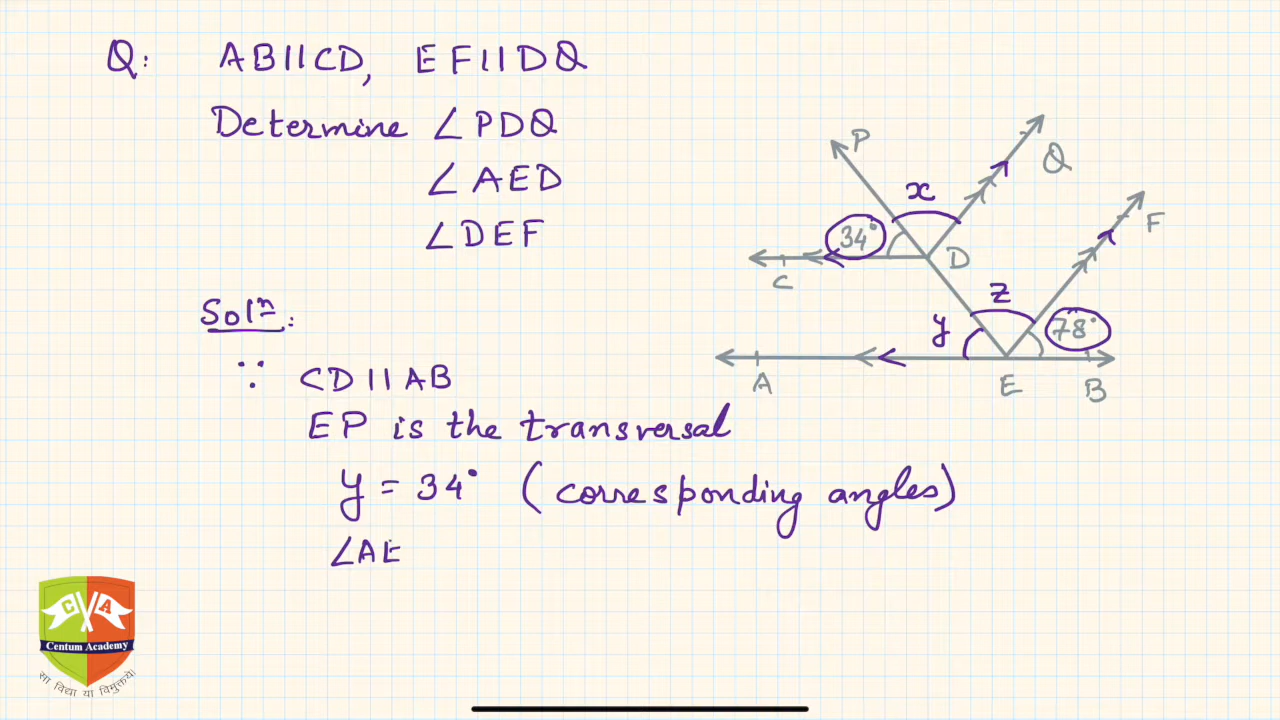 Q: AB||CD, EF||DQ
Determine ∠PDQ
∠AED
∠DEF
Solⁿ:
∵ CD||AB
EP is the transversal
y = 34° (corresponding angles)
∠AE
P
Q
x
F
34°
D
C
z
y
78°
A
E
B
C A
Centum Academy
सा विद्या या विमुक्तये।